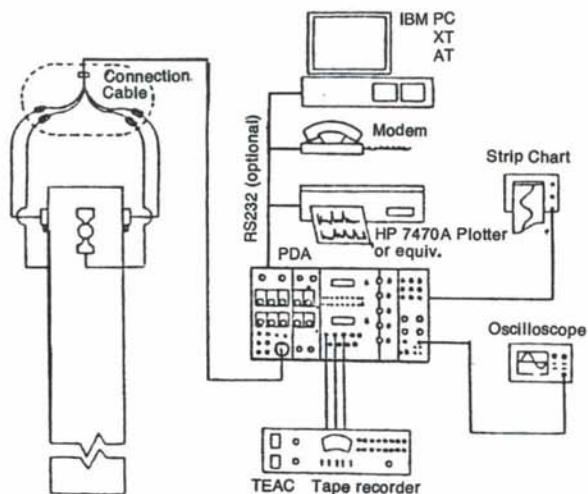 IBM PC
XT
AT
Connection
Cable
Modem
Strip Chart
RS232 (optional)
HP 7470A Plotter
or equiv.
PDA
Oscilloscope
TEAC Tape recorder